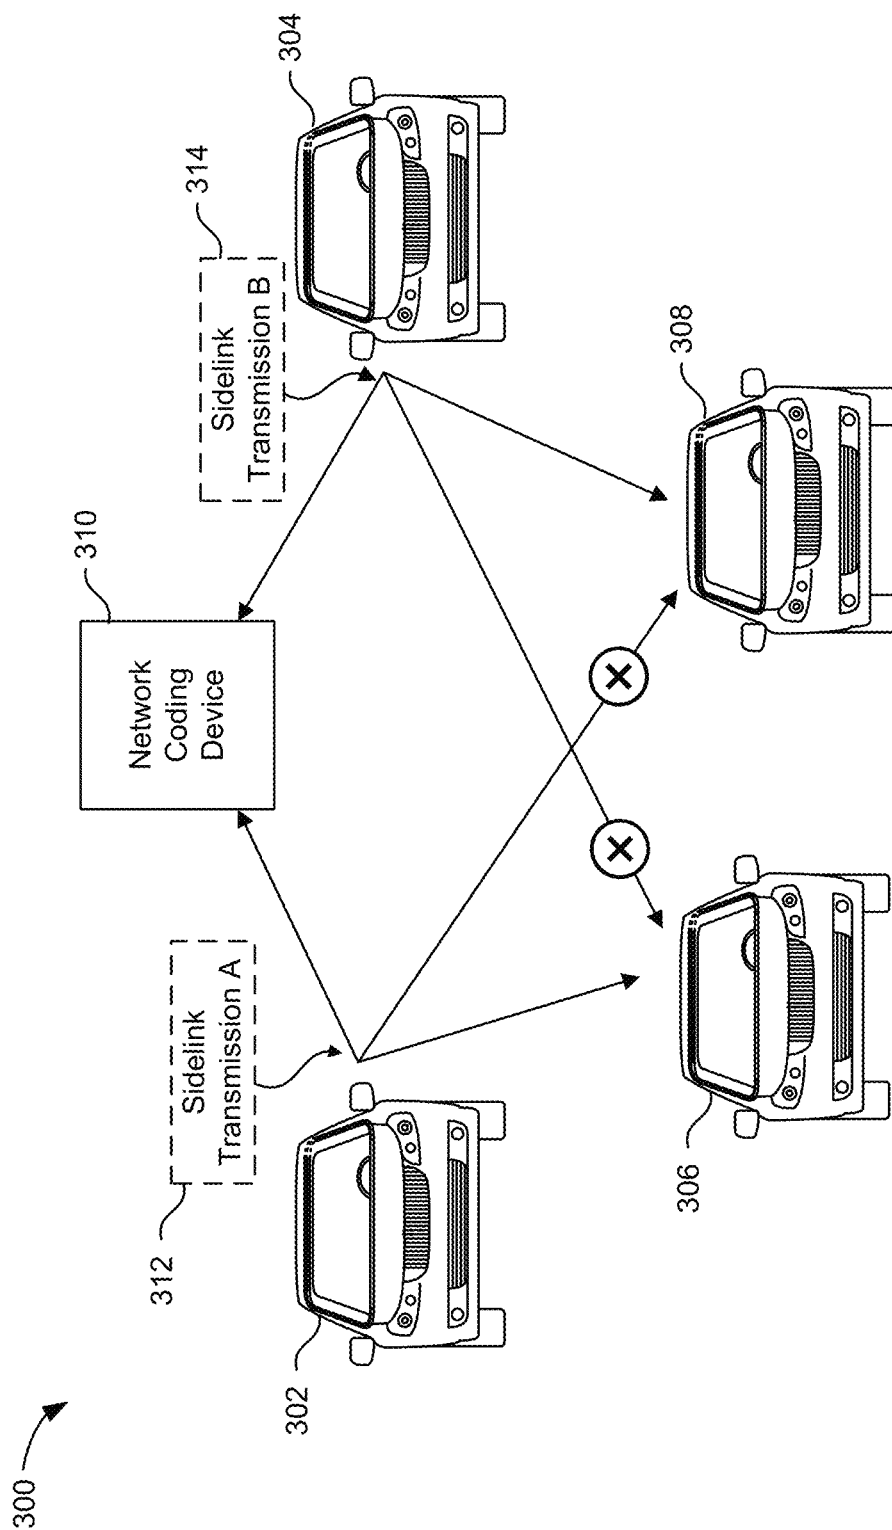 300
310
Network
Coding
Device
312
Sidelink
Transmission A
314
Sidelink
Transmission B
302
304
306
308